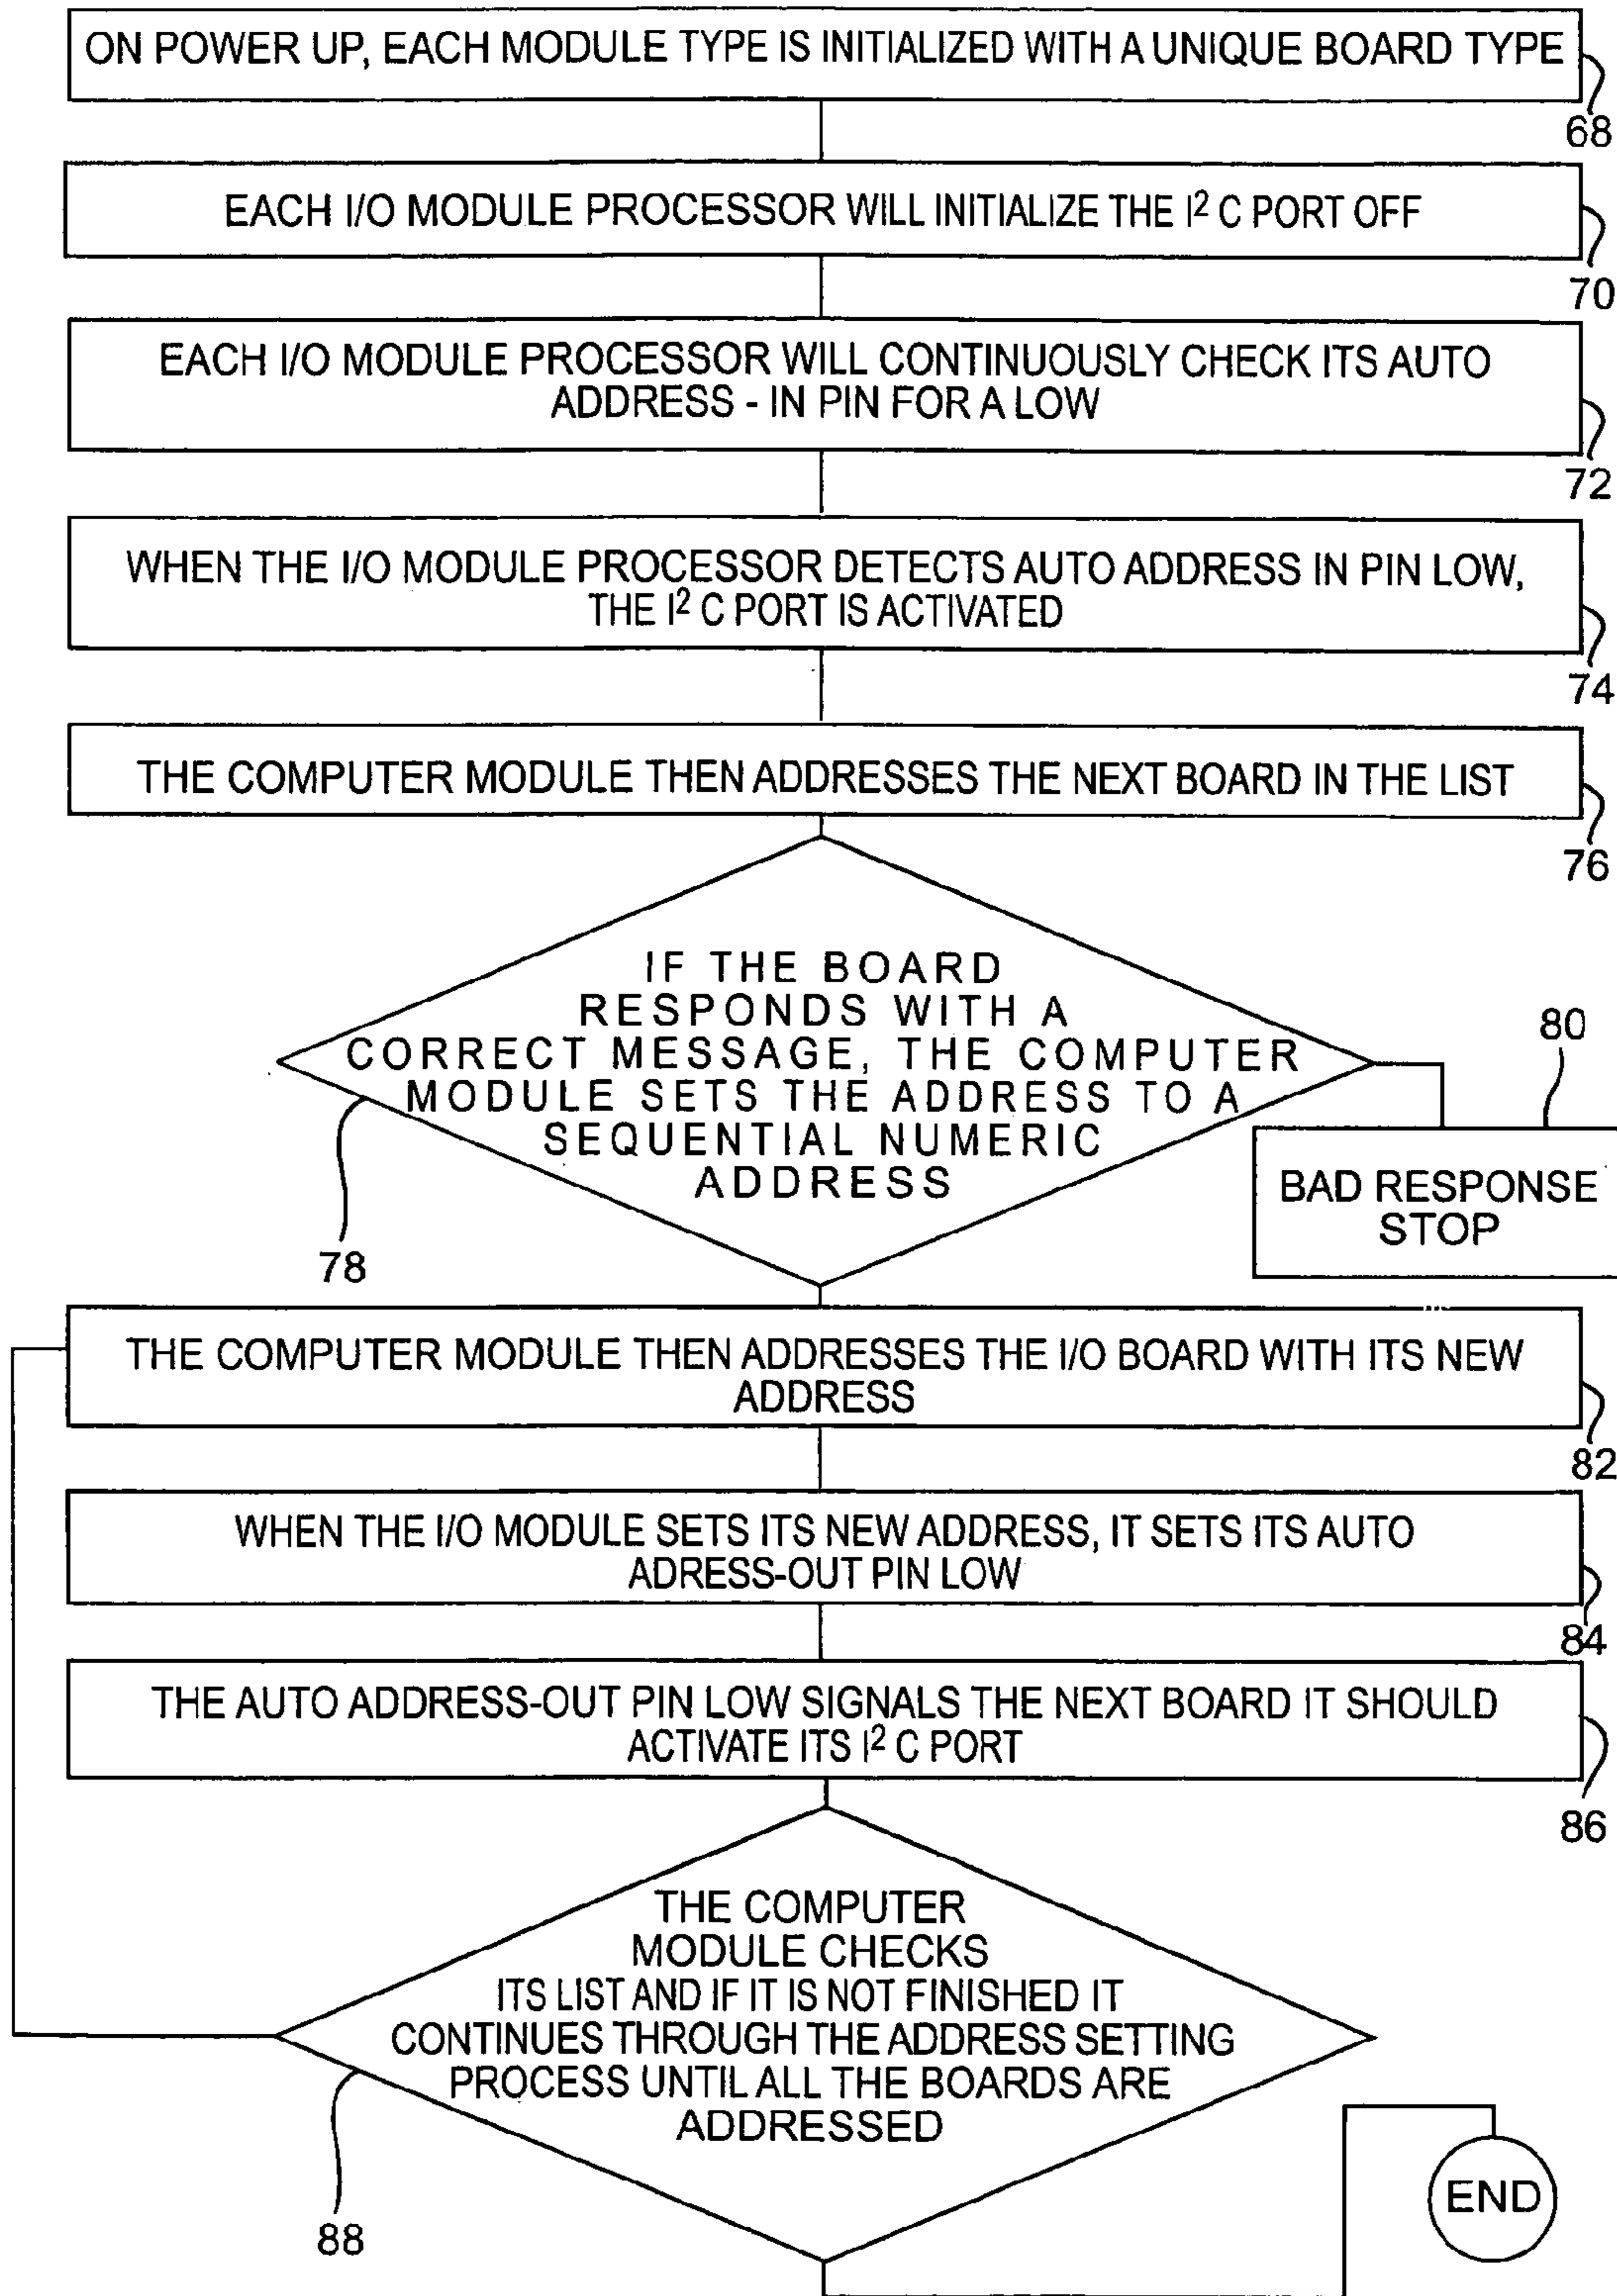 ON POWER UP, EACH MODULE TYPE IS INITIALIZED WITH A UNIQUE BOARD TYPE
68
EACH I/O MODULE PROCESSOR WILL INITIALIZE THE I² C PORT OFF
70
EACH I/O MODULE PROCESSOR WILL CONTINUOUSLY CHECK ITS AUTO
ADDRESS - IN PIN FOR A LOW
72
WHEN THE I/O MODULE PROCESSOR DETECTS AUTO ADDRESS IN PIN LOW,
THE I² C PORT IS ACTIVATED
74
THE COMPUTER MODULE THEN ADDRESSES THE NEXT BOARD IN THE LIST
76
IF THE BOARD
RESPONDS WITH A
CORRECT MESSAGE, THE COMPUTER
MODULE SETS THE ADDRESS TO A
SEQUENTIAL NUMERIC
ADDRESS
78
80
BAD RESPONSE
STOP
THE COMPUTER MODULE THEN ADDRESSES THE I/O BOARD WITH ITS NEW
ADDRESS
82
WHEN THE I/O MODULE SETS ITS NEW ADDRESS, IT SETS ITS AUTO
ADRESS-OUT PIN LOW
84
THE AUTO ADDRESS-OUT PIN LOW SIGNALS THE NEXT BOARD IT SHOULD
ACTIVATE ITS I² C PORT
86
THE COMPUTER
MODULE CHECKS
ITS LIST AND IF IT IS NOT FINISHED IT
CONTINUES THROUGH THE ADDRESS SETTING
PROCESS UNTIL ALL THE BOARDS ARE
ADDRESSED
88
END